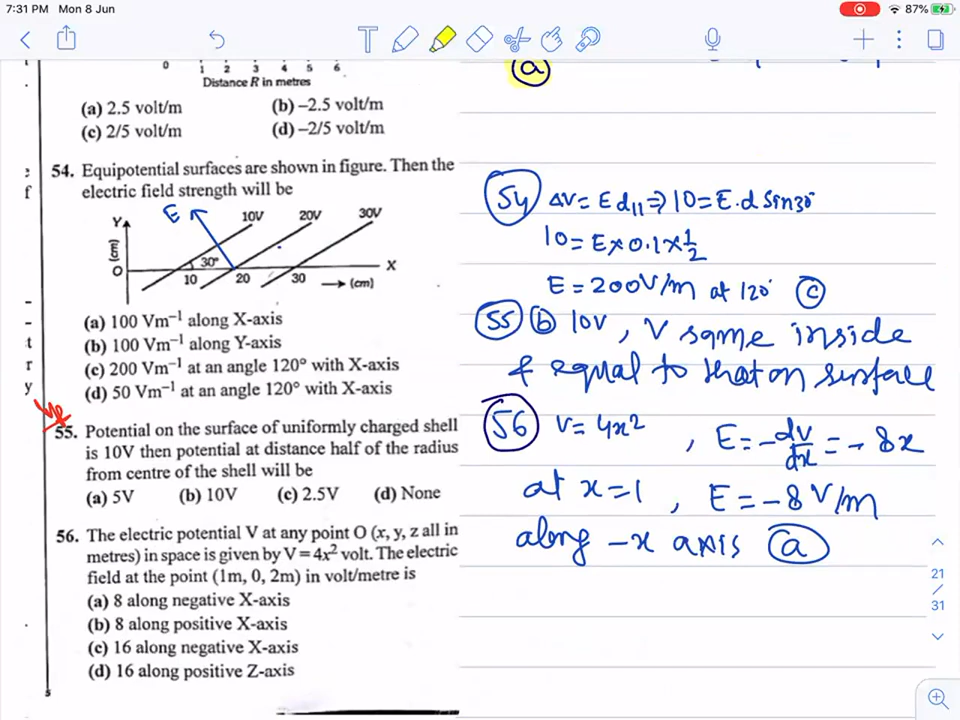 7:31 PM Mon 8 Jun
87%
T
0 1 2 3 4 5 6
Distance R in metres
(a) 2.5 volt/m (b) –2.5 volt/m
(c) 2/5 volt/m (d) –2/5 volt/m
54. Equipotential surfaces are shown in figure. Then the
electric field strength will be
E
Y 10V 20V 30V
(cm)
30°
O X
10 20 30 (cm)
(a) 100 Vm⁻¹ along X-axis
(b) 100 Vm⁻¹ along Y-axis
(c) 200 Vm⁻¹ at an angle 120° with X-axis
(d) 50 Vm⁻¹ at an angle 120° with X-axis
55. Potential on the surface of uniformly charged shell
is 10V then potential at distance half of the radius
from centre of the shell will be
(a) 5V (b) 10V (c) 2.5V (d) None
56. The electric potential V at any point O (x, y, z all in
metres) in space is given by V = 4x² volt. The electric
field at the point (1m, 0, 2m) in volt/metre is
(a) 8 along negative X-axis
(b) 8 along positive X-axis
(c) 16 along negative X-axis
(d) 16 along positive Z-axis
(a)
54 ΔV = E d₁₁ ⇒ 10 = E.d Sin30°
10 = E × 0.1 × 1/2
E = 200V/m at 120° (c)
55 (b) 10V, V same inside
& equal to that on surface
56 V = 4x², E = -dV/dx = -8x
at x=1, E = -8 V/m
along -x axis (a)
21
/
31